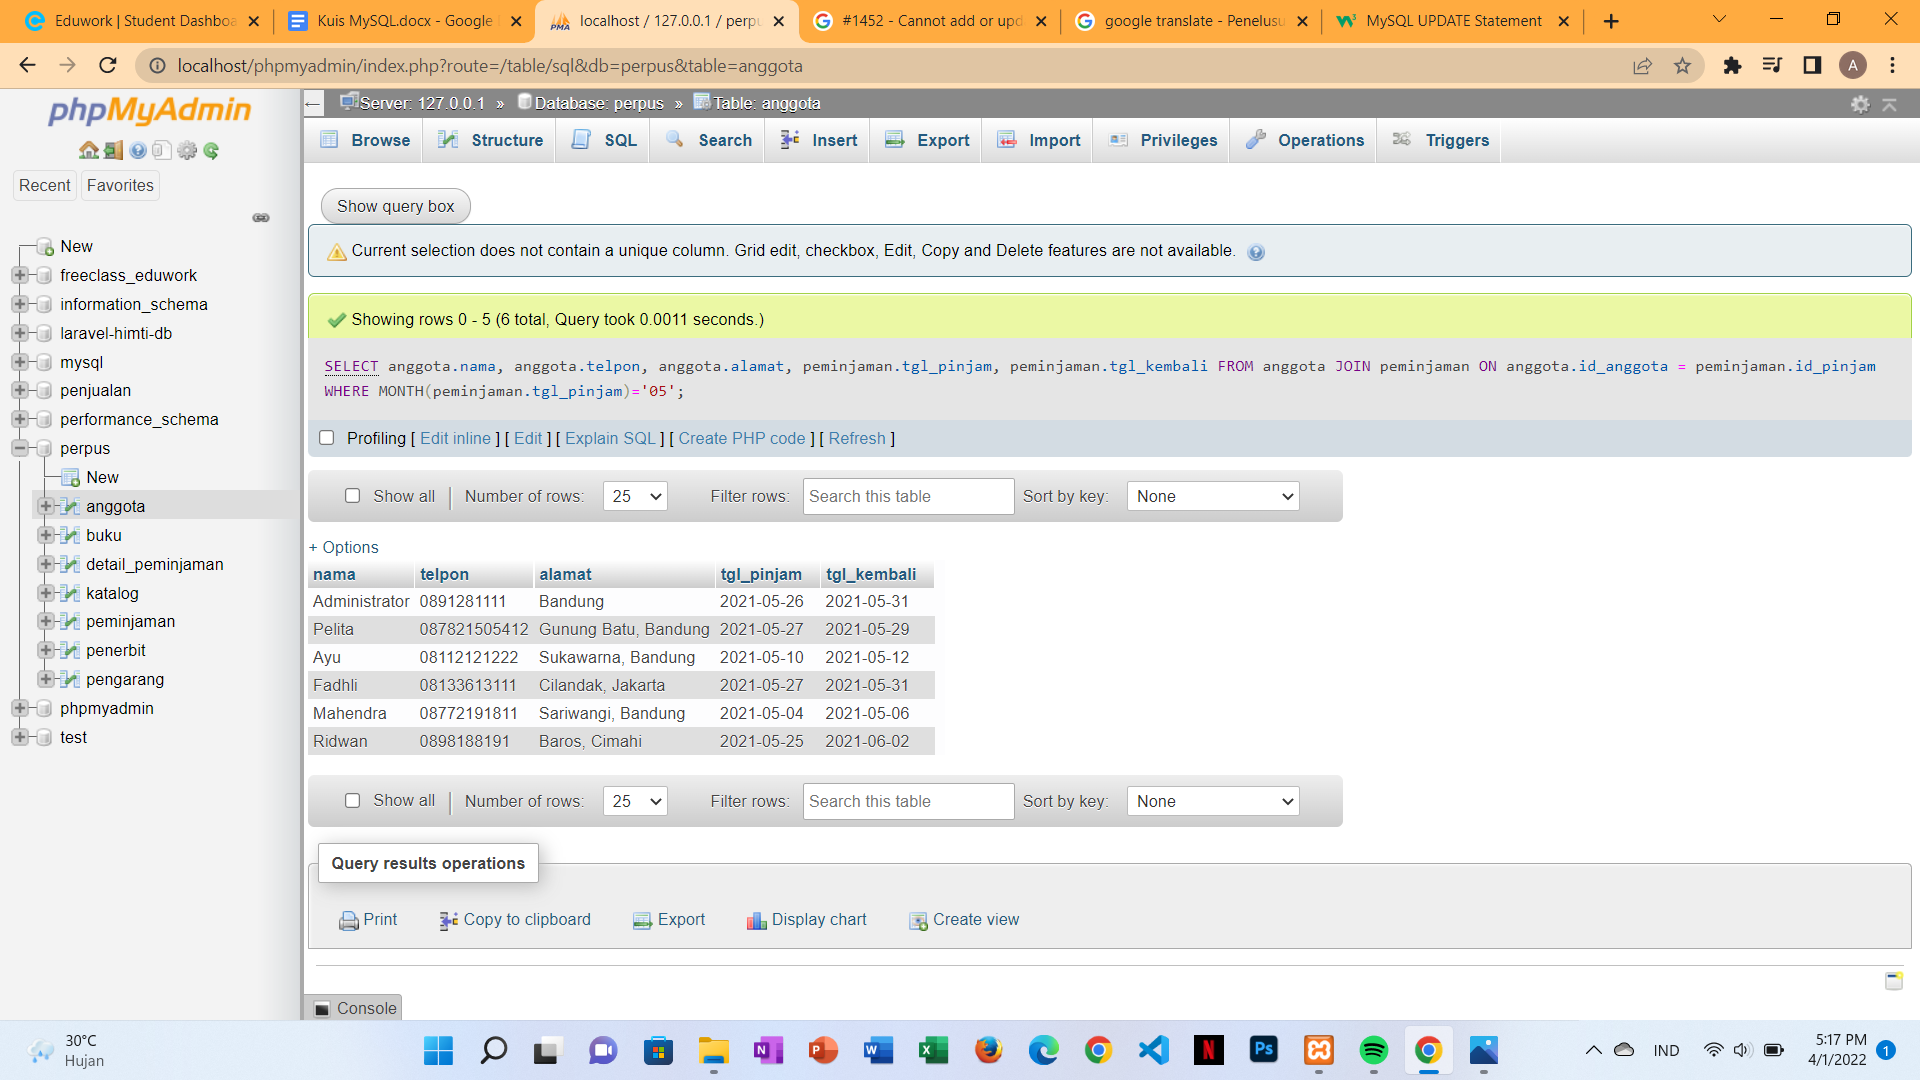 Eduwork | Student Dashboa
Kuis MySQL.docx - Google
localhost / 127.0.0.1 / perpu
#1452 - Cannot add or upd
google translate - Penelusu
MySQL UPDATE Statement
localhost/phpmyadmin/index.php?route=/table/sql&db=perpus&table=anggota
A
phpMyAdmin
Recent
Favorites
New
freeclass_eduwork
information_schema
laravel-himti-db
mysql
penjualan
performance_schema
perpus
New
anggota
buku
detail_peminjaman
katalog
peminjaman
penerbit
pengarang
phpmyadmin
test
Server: 127.0.0.1 » Database: perpus » Table: anggota
Browse Structure SQL Search Insert Export Import Privileges Operations Triggers
Show query box
Current selection does not contain a unique column. Grid edit, checkbox, Edit, Copy and Delete features are not available.
Showing rows 0 - 5 (6 total, Query took 0.0011 seconds.)
SELECT anggota.nama, anggota.telpon, anggota.alamat, peminjaman.tgl_pinjam, peminjaman.tgl_kembali FROM anggota JOIN peminjaman ON anggota.id_anggota = peminjaman.id_pinjam
WHERE MONTH(peminjaman.tgl_pinjam)='05';
Profiling [ Edit inline ] [ Edit ] [ Explain SQL ] [ Create PHP code ] [ Refresh ]
Show all Number of rows: 25 Filter rows: Search this table Sort by key: None
+ Options
nama telpon alamat tgl_pinjam tgl_kembali
Administrator 0891281111 Bandung 2021-05-26 2021-05-31
Pelita 087821505412 Gunung Batu, Bandung 2021-05-27 2021-05-29
Ayu 08112121222 Sukawarna, Bandung 2021-05-10 2021-05-12
Fadhli 08133613111 Cilandak, Jakarta 2021-05-27 2021-05-31
Mahendra 08772191811 Sariwangi, Bandung 2021-05-04 2021-05-06
Ridwan 0898188191 Baros, Cimahi 2021-05-25 2021-06-02
Show all Number of rows: 25 Filter rows: Search this table Sort by key: None
Query results operations
Print Copy to clipboard Export Display chart Create view
Console
30°C
Hujan
IND
5:17 PM
4/1/2022
1